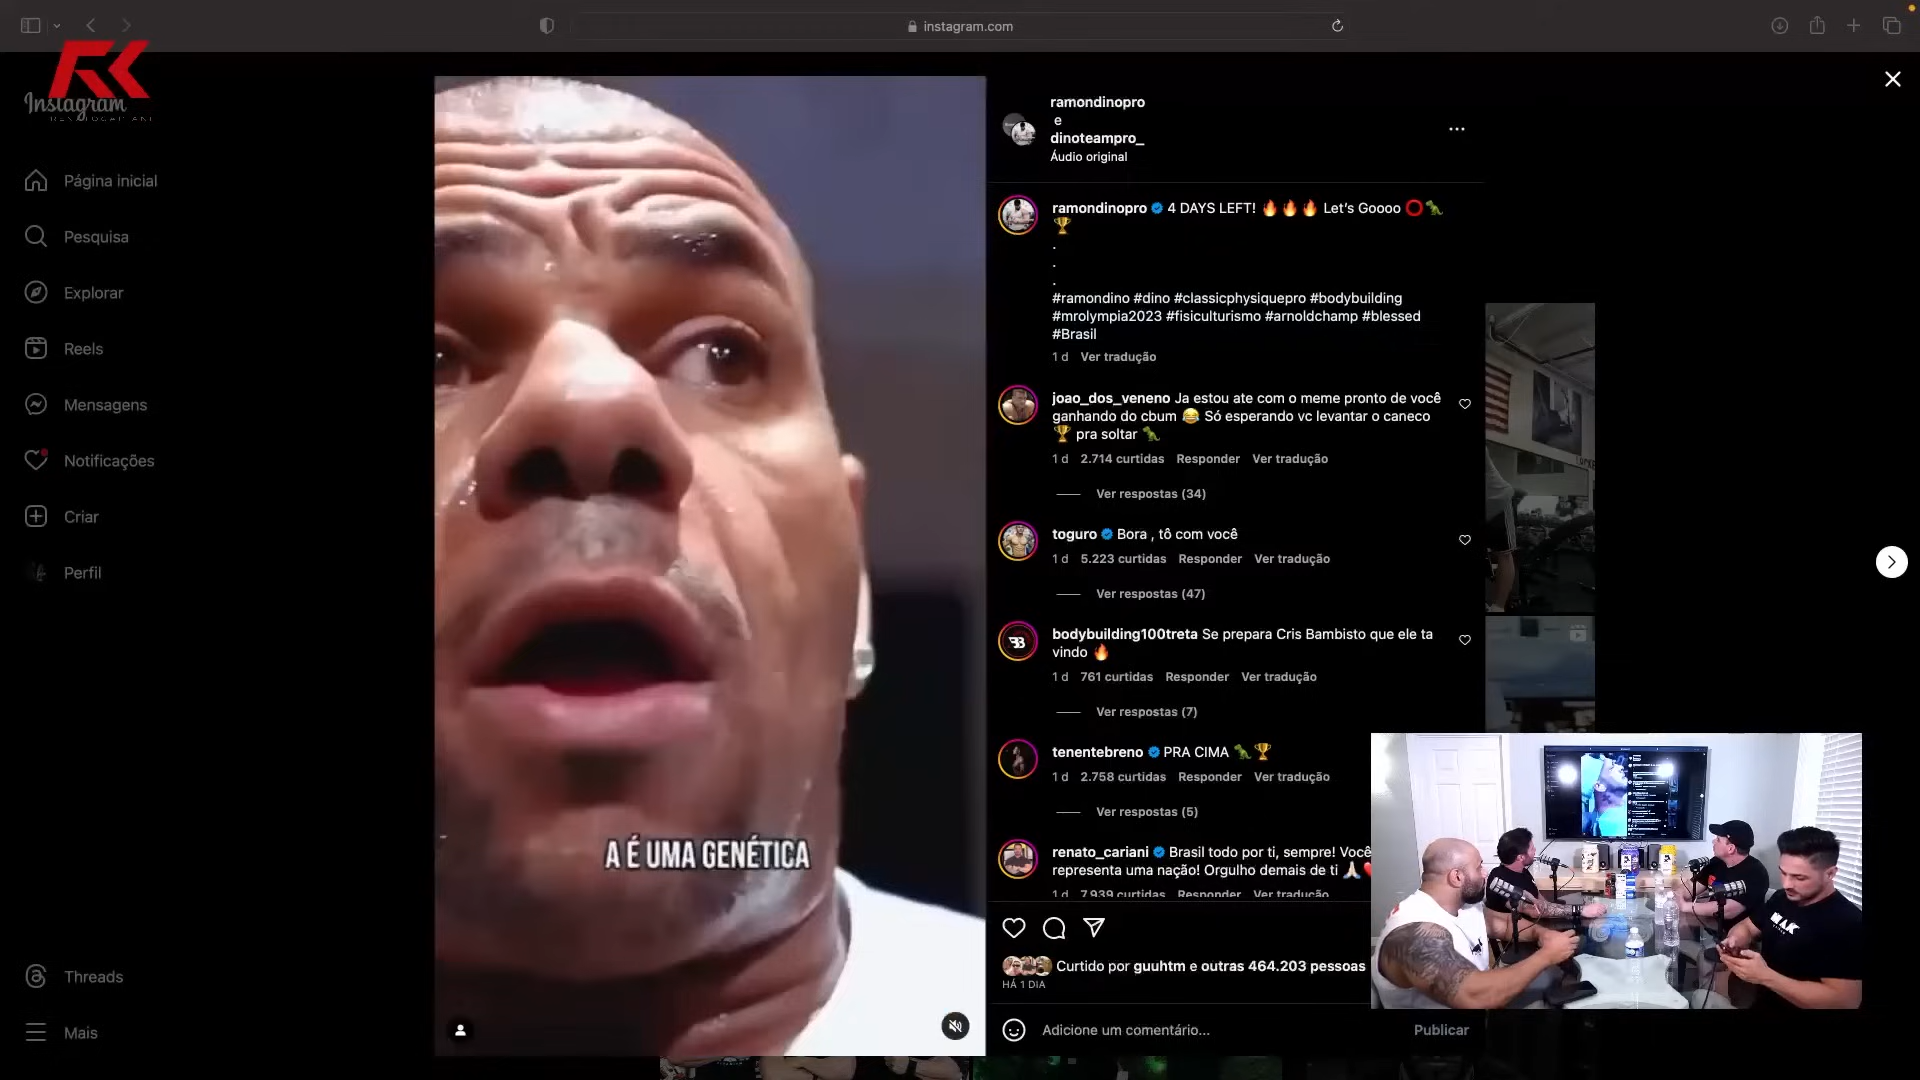 instagram.com
Instagram
Página inicial
Pesquisa
Explorar
Reels
Mensagens
Notificações
Criar
Perfil
Threads
Mais
A É UMA GENÉTICA
ramondinopro
e
dinoteampro_
Áudio original
ramondinopro 4 DAYS LEFT! 🔥🔥🔥 Let's Goooo ⭕🦖
🏆
.
.
.
#ramondino #dino #classicphysiquepro #bodybuilding
#mrolympia2023 #fisiculturismo #arnoldchamp #blessed
#Brasil
1 d Ver tradução
joao_dos_veneno Ja estou ate com o meme pronto de você
ganhando do cbum 😂 Só esperando vc levantar o caneco
🏆 pra soltar 🦖
1 d 2.714 curtidas Responder Ver tradução
Ver respostas (34)
toguro Bora , tô com você
1 d 5.223 curtidas Responder Ver tradução
Ver respostas (47)
bodybuilding100treta Se prepara Cris Bambisto que ele ta
vindo 🔥
1 d 761 curtidas Responder Ver tradução
Ver respostas (7)
tenentebreno PRA CIMA 🦖🏆
1 d 2.758 curtidas Responder Ver tradução
Ver respostas (5)
renato_cariani Brasil todo por ti, sempre! Você
representa uma nação! Orgulho demais de ti 🙏🏻
1 d 7.939 curtidas Responder Ver tradução
Curtido por guuhtm e outras 464.203 pessoas
HÁ 1 DIA
Adicione um comentário...
Publicar